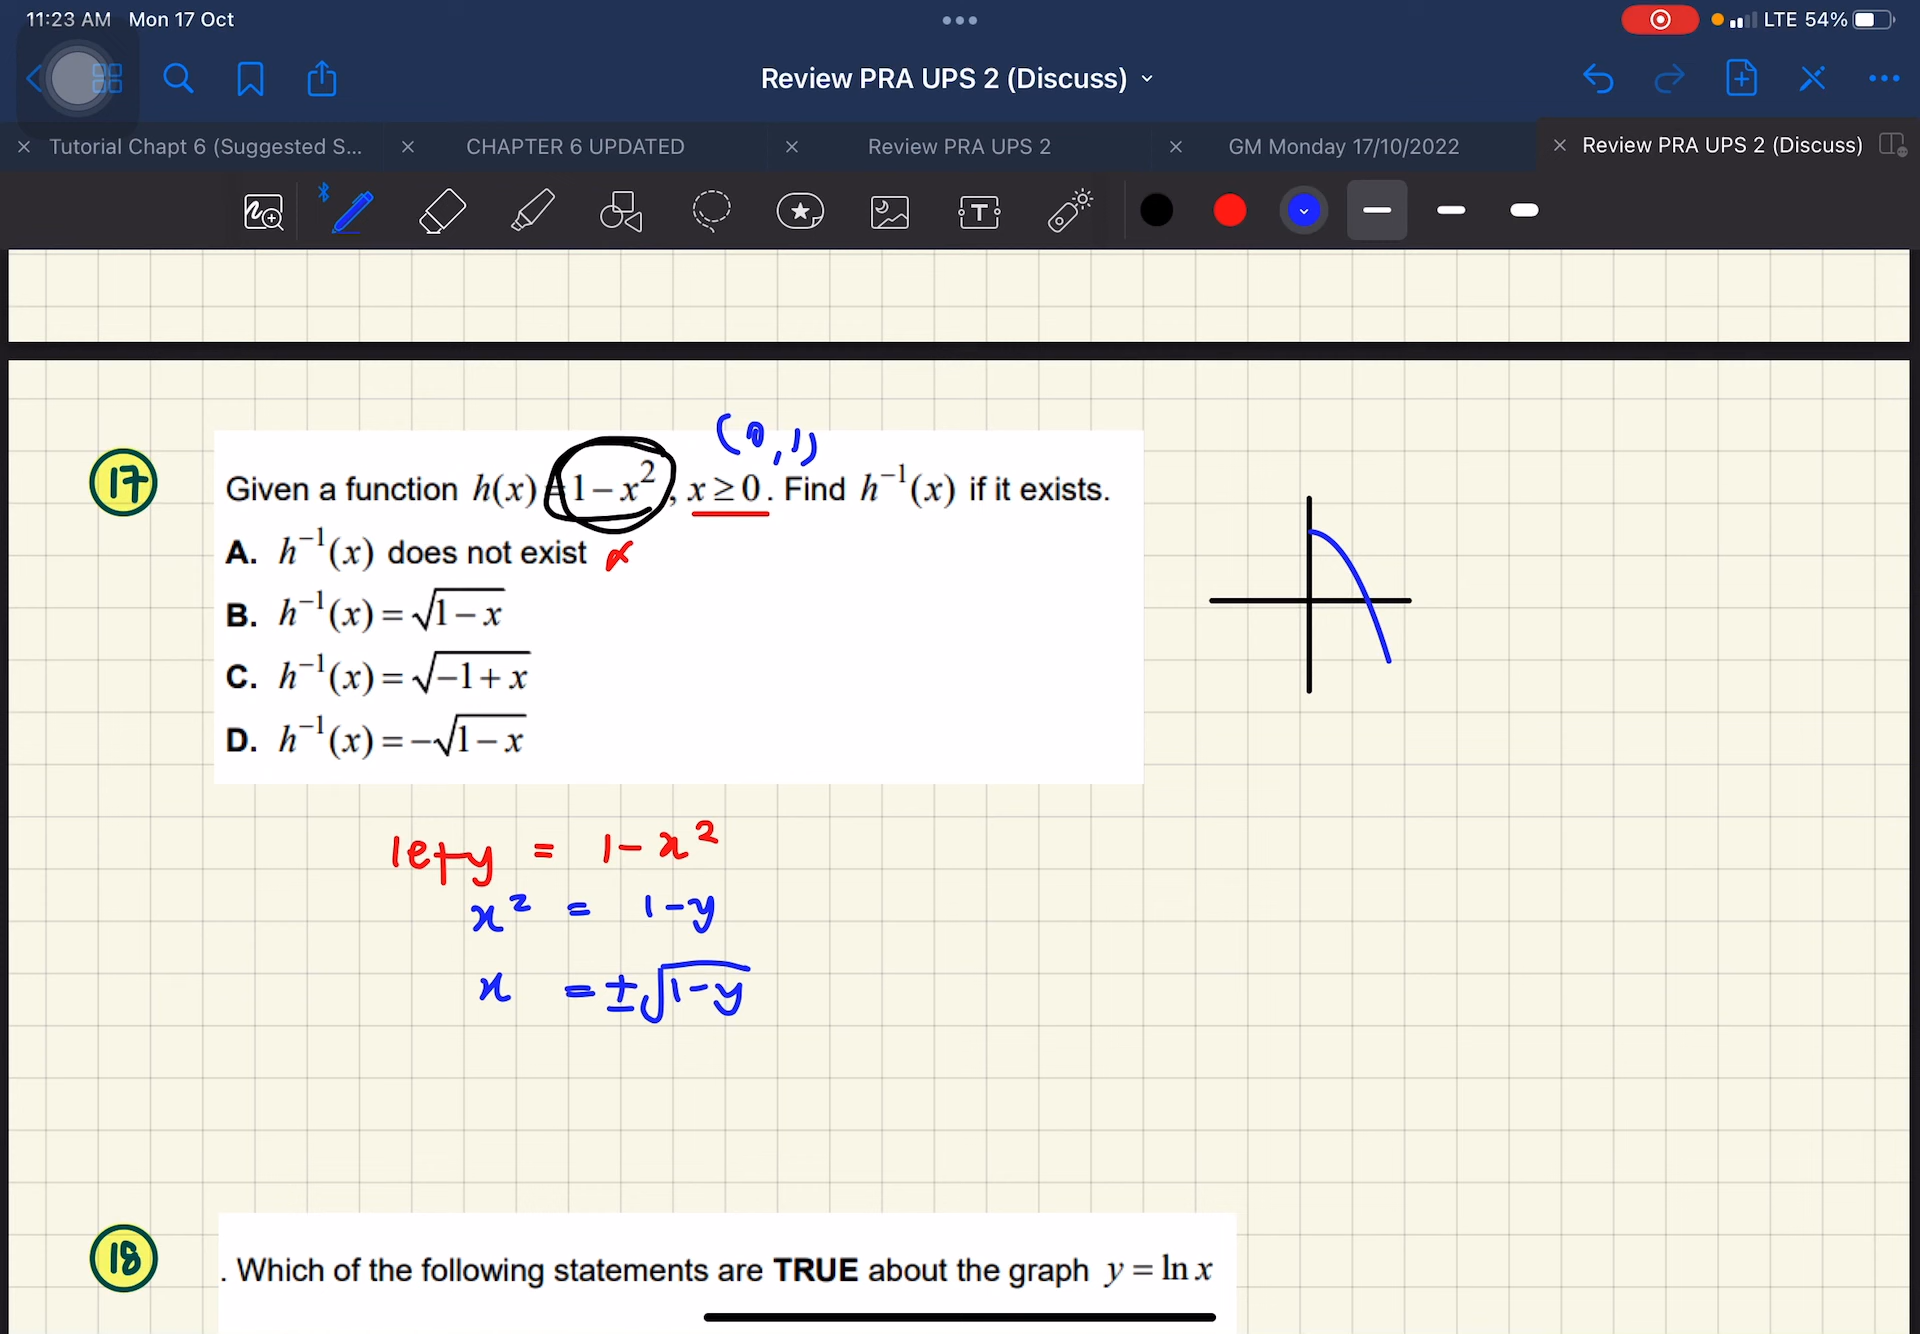 11:23 AM Mon 17 Oct
LTE 54%
Review PRA UPS 2 (Discuss)
Tutorial Chapt 6 (Suggested S...
CHAPTER 6 UPDATED
Review PRA UPS 2
GM Monday 17/10/2022
Review PRA UPS 2 (Discuss)
T
(0,1)
17
Given a function h(x) = 1 − x², x ≥ 0. Find h⁻¹(x) if it exists.
A. h⁻¹(x) does not exist
B. h⁻¹(x) = √(1 − x)
C. h⁻¹(x) = √(−1 + x)
D. h⁻¹(x) = −√(1 − x)
let y = 1 − x²
x² = 1 − y
x = ±√(1 − y)
18
. Which of the following statements are TRUE about the graph y = ln x